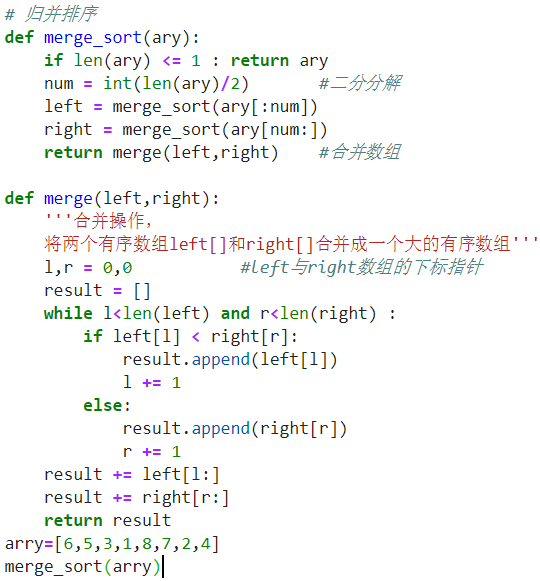 # 归并排序
def merge_sort(ary):
    if len(ary) <= 1 : return ary
    num = int(len(ary)/2)       #二分分解
    left = merge_sort(ary[:num])
    right = merge_sort(ary[num:])
    return merge(left,right)    #合并数组

def merge(left,right):
    '''合并操作，
    将两个有序数组left[]和right[]合并成一个大的有序数组'''
    l,r = 0,0           #left与right数组的下标指针
    result = []
    while l<len(left) and r<len(right) :
        if left[l] < right[r]:
            result.append(left[l])
            l += 1
        else:
            result.append(right[r])
            r += 1
    result += left[l:]
    result += right[r:]
    return result
arry=[6,5,3,1,8,7,2,4]
merge_sort(arry)